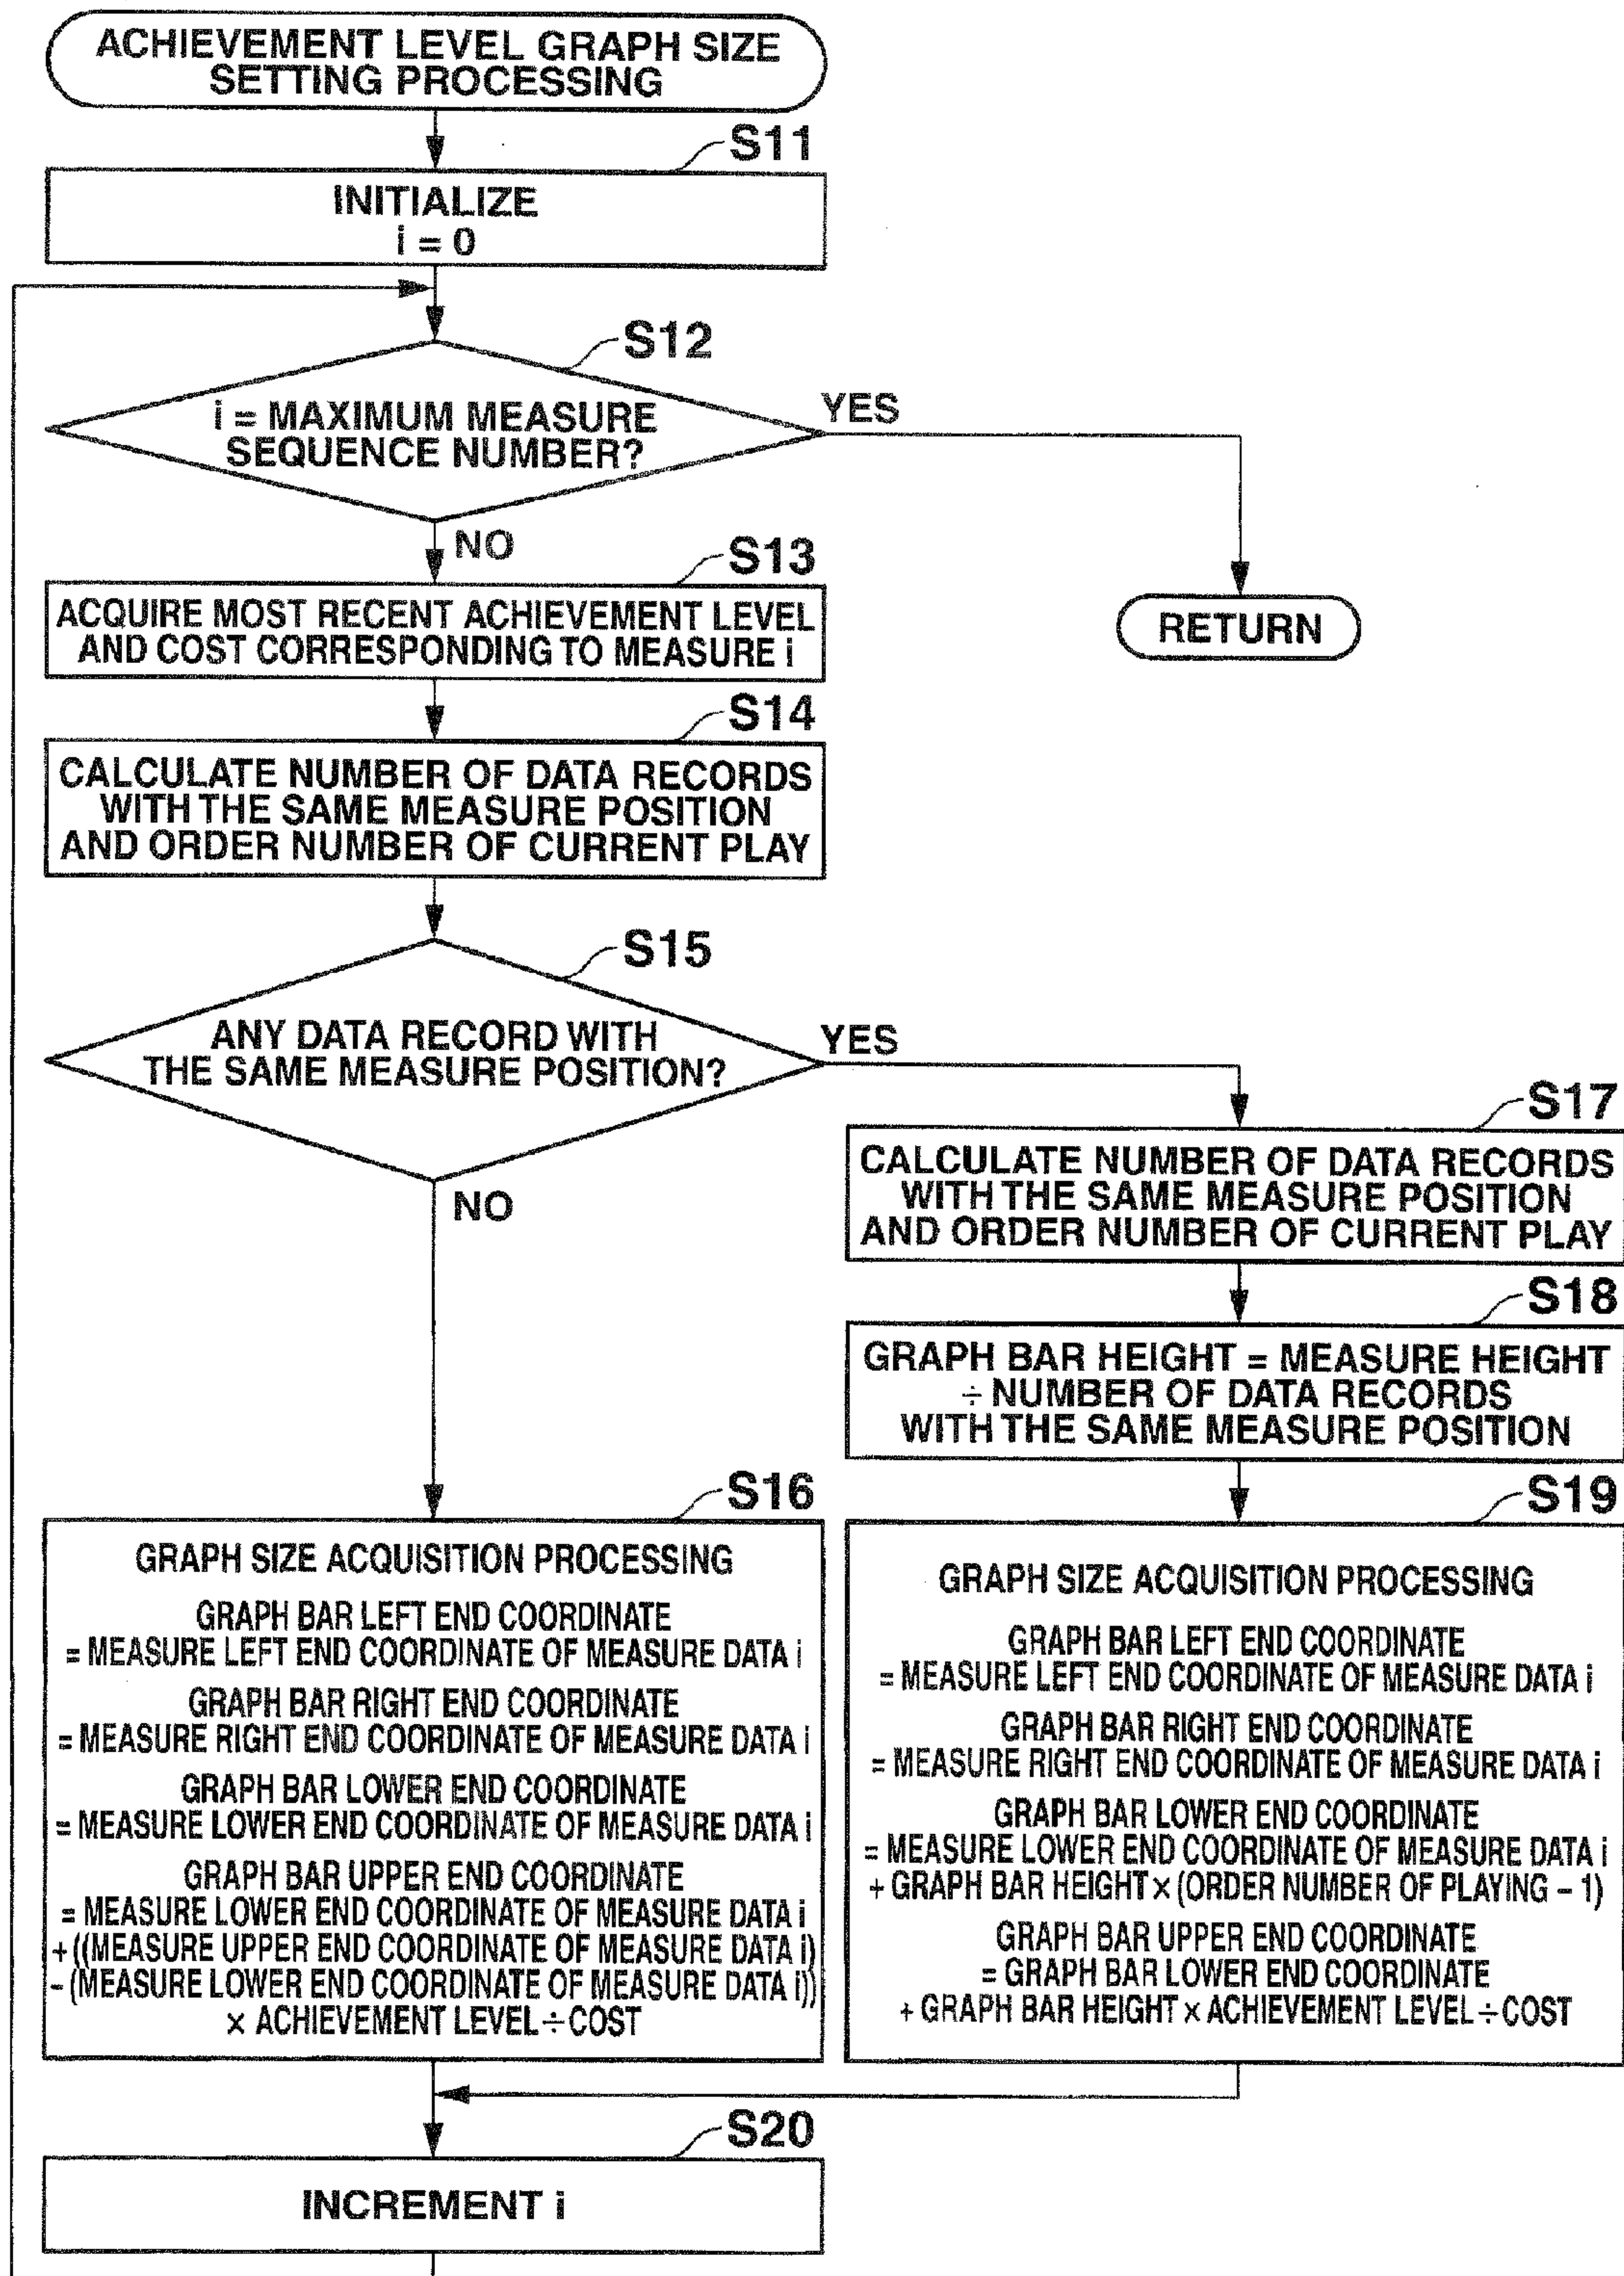 ACHIEVEMENT LEVEL GRAPH SIZE
SETTING PROCESSING
S11
INITIALIZE
i = 0
S12
i = MAXIMUM MEASURE
SEQUENCE NUMBER?
YES
NO
RETURN
S13
ACQUIRE MOST RECENT ACHIEVEMENT LEVEL
AND COST CORRESPONDING TO MEASURE i
S14
CALCULATE NUMBER OF DATA RECORDS
WITH THE SAME MEASURE POSITION
AND ORDER NUMBER OF CURRENT PLAY
S15
ANY DATA RECORD WITH
THE SAME MEASURE POSITION?
YES
NO
S17
CALCULATE NUMBER OF DATA RECORDS
WITH THE SAME MEASURE POSITION
AND ORDER NUMBER OF CURRENT PLAY
S18
GRAPH BAR HEIGHT = MEASURE HEIGHT
÷ NUMBER OF DATA RECORDS
WITH THE SAME MEASURE POSITION
S16
GRAPH SIZE ACQUISITION PROCESSING
GRAPH BAR LEFT END COORDINATE
= MEASURE LEFT END COORDINATE OF MEASURE DATA i
GRAPH BAR RIGHT END COORDINATE
= MEASURE RIGHT END COORDINATE OF MEASURE DATA i
GRAPH BAR LOWER END COORDINATE
= MEASURE LOWER END COORDINATE OF MEASURE DATA i
GRAPH BAR UPPER END COORDINATE
= MEASURE LOWER END COORDINATE OF MEASURE DATA i
+ ((MEASURE UPPER END COORDINATE OF MEASURE DATA i)
- (MEASURE LOWER END COORDINATE OF MEASURE DATA i))
× ACHIEVEMENT LEVEL ÷ COST
S19
GRAPH SIZE ACQUISITION PROCESSING
GRAPH BAR LEFT END COORDINATE
= MEASURE LEFT END COORDINATE OF MEASURE DATA i
GRAPH BAR RIGHT END COORDINATE
= MEASURE RIGHT END COORDINATE OF MEASURE DATA i
GRAPH BAR LOWER END COORDINATE
= MEASURE LOWER END COORDINATE OF MEASURE DATA i
+ GRAPH BAR HEIGHT × (ORDER NUMBER OF PLAYING - 1)
GRAPH BAR UPPER END COORDINATE
= GRAPH BAR LOWER END COORDINATE
+ GRAPH BAR HEIGHT × ACHIEVEMENT LEVEL ÷ COST
S20
INCREMENT i